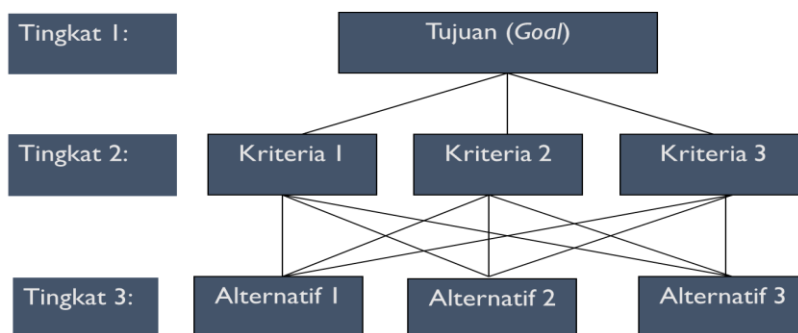 Tingkat 1:
Tujuan (Goal)
Tingkat 2:
Kriteria 1
Kriteria 2
Kriteria 3
Tingkat 3:
Alternatif 1
Alternatif 2
Alternatif 3